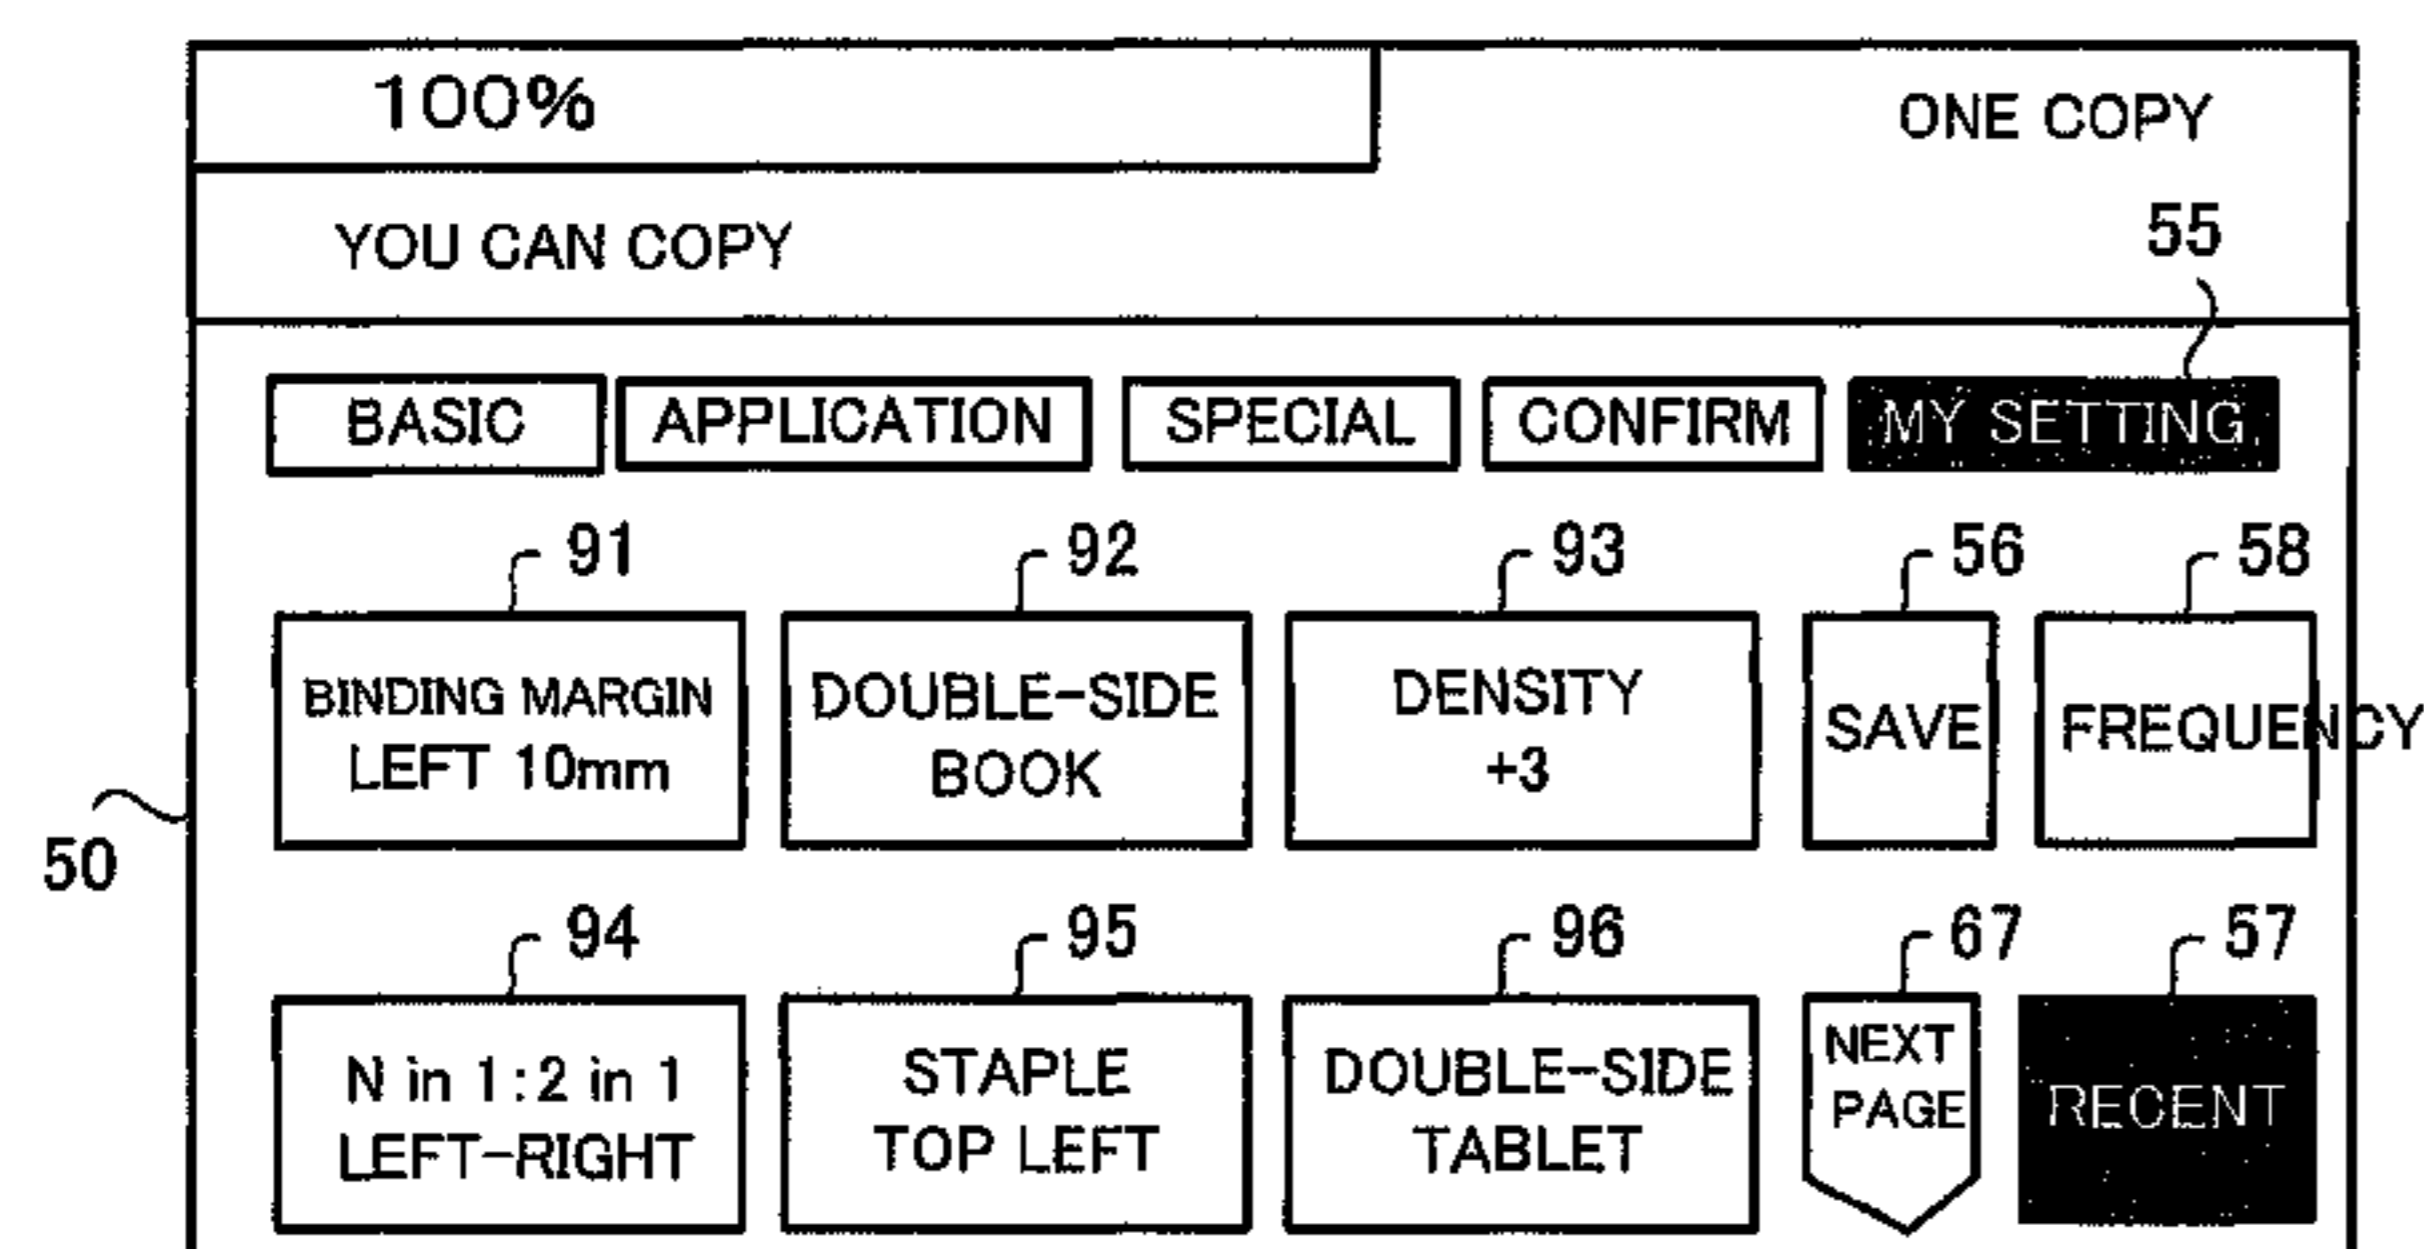 100%
ONE COPY
YOU CAN COPY
55
BASIC APPLICATION SPECIAL CONFIRM MY SETTING
91 92 93 56 58
BINDING MARGIN
LEFT 10mm
DOUBLE-SIDE
BOOK
DENSITY
+3
SAVE
FREQUENCY
50
94 95 96 67 57
N in 1:2 in 1
LEFT-RIGHT
STAPLE
TOP LEFT
DOUBLE-SIDE
TABLET
NEXT
PAGE
RECENT